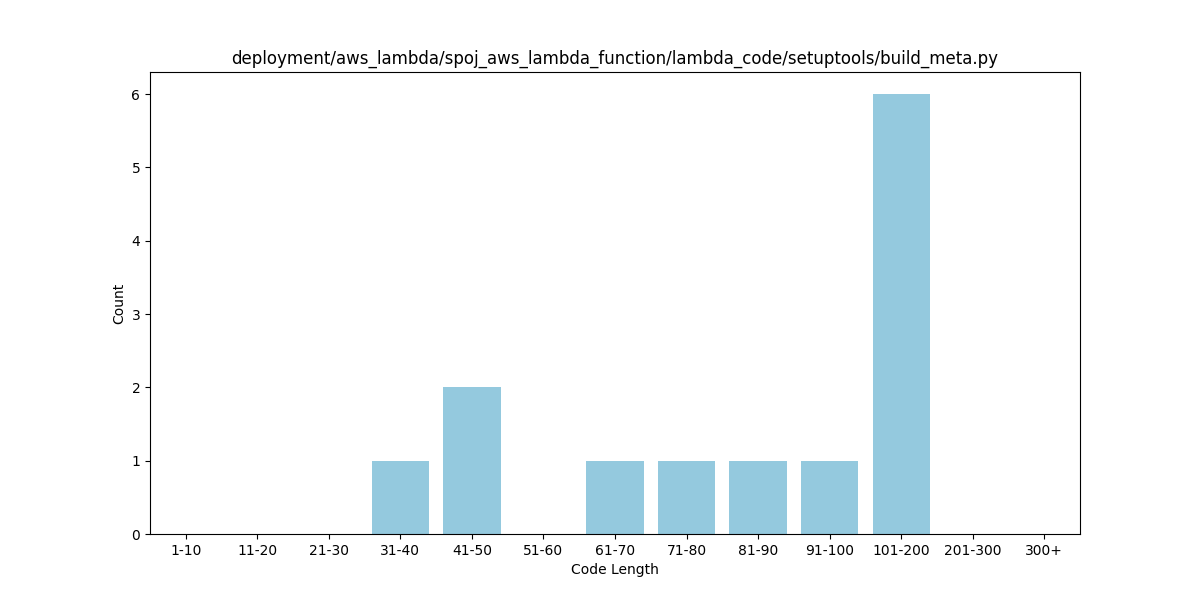 deployment/aws_lambda/spoj_aws_lambda_function/lambda_code/setuptools/build_meta.py
6
5
4
3
2
1
0
Count
1-10 11-20 21-30 31-40 41-50 51-60 61-70 71-80 81-90 91-100 101-200 201-300 300+
Code Length